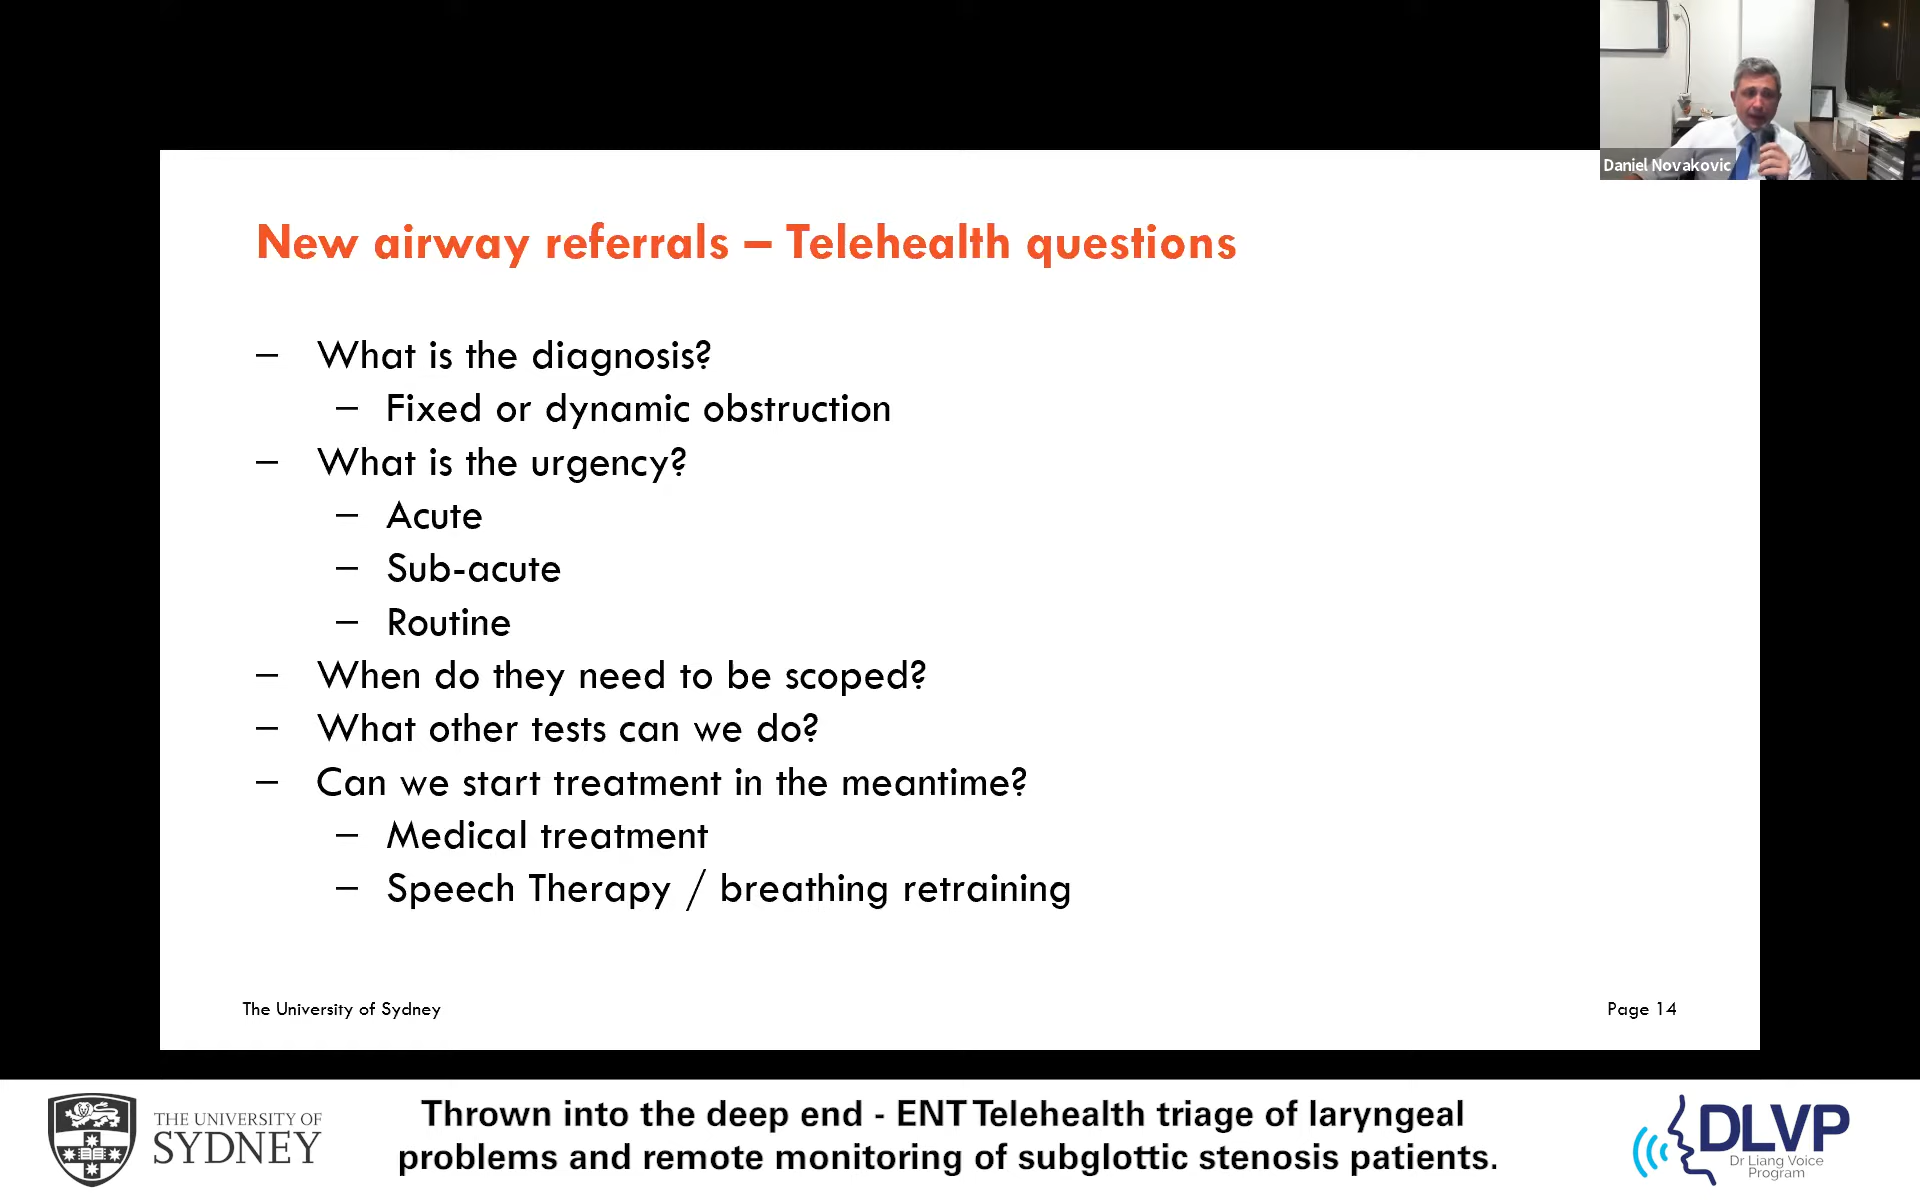 Daniel Novakovic
New airway referrals – Telehealth questions
– What is the diagnosis?
– Fixed or dynamic obstruction
– What is the urgency?
– Acute
– Sub-acute
– Routine
– When do they need to be scoped?
– What other tests can we do?
– Can we start treatment in the meantime?
– Medical treatment
– Speech Therapy / breathing retraining
The University of Sydney
Page 14
THE UNIVERSITY OF
SYDNEY
Thrown into the deep end - ENT Telehealth triage of laryngeal
problems and remote monitoring of subglottic stenosis patients.
DLVP
Dr Liang Voice
Program